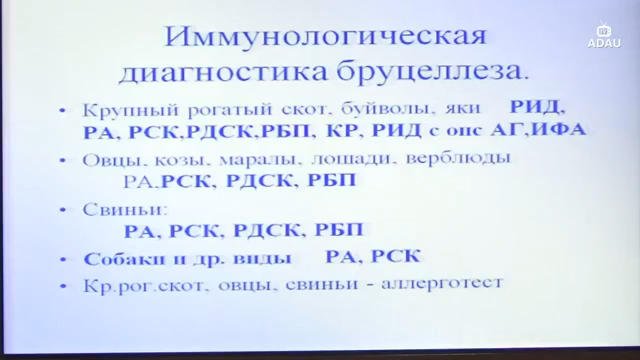 ADAU
Иммунологическая
диагностика бруцеллеза.
• Крупный рогатый скот, буйволы, яки РИД,
РА, РСК,РДСК,РБП, КР, РИД с опс АГ,ИФА
• Овцы, козы, маралы, лошади, верблюды
РА,РСК, РДСК, РБП
• Свиньи:
РА, РСК, РДСК, РБП
• Собаки и др. виды РА, РСК
• Кр.рог.скот, овцы, свиньи - аллерготест